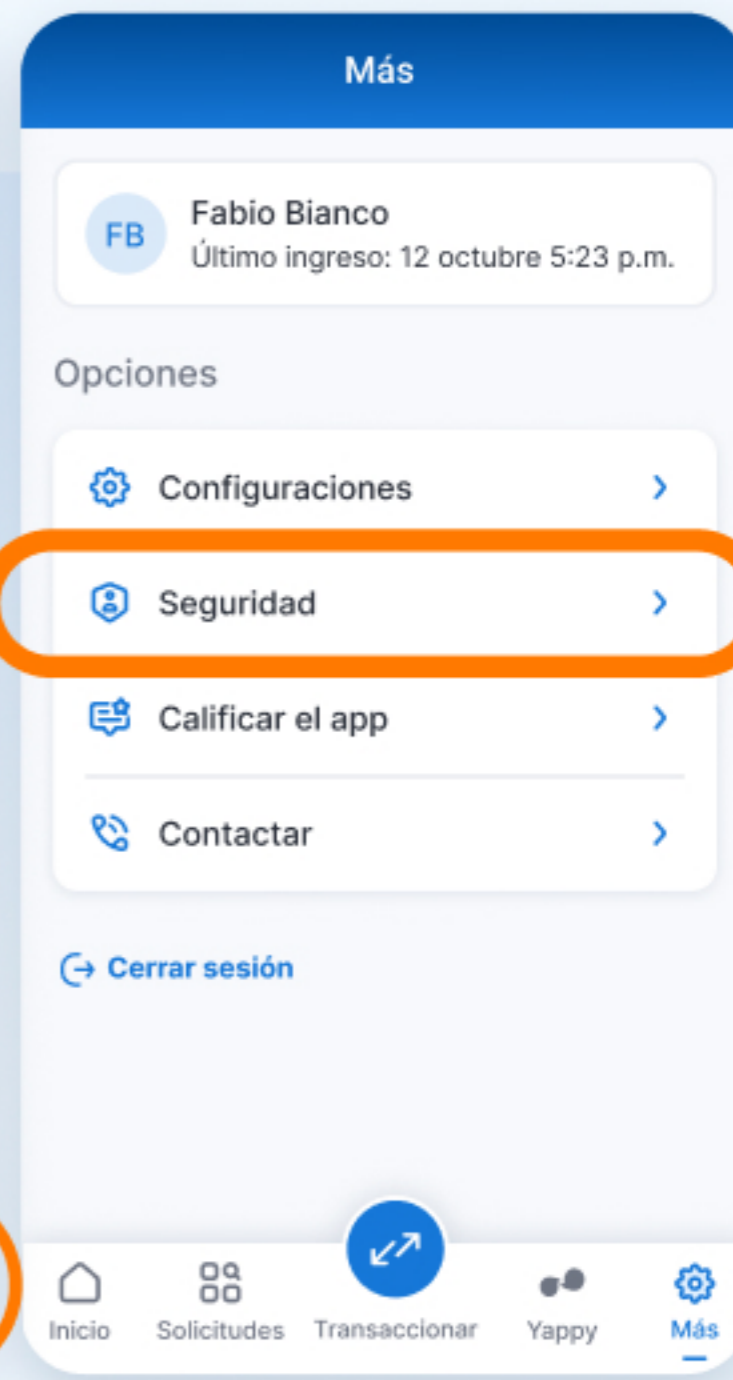 Más
FB
Fabio Bianco
Último ingreso: 12 octubre 5:23 p.m.
Opciones
Configuraciones
Seguridad
Calificar el app
Contactar
Cerrar sesión
Inicio
Solicitudes
Transaccionar
Yappy
Más